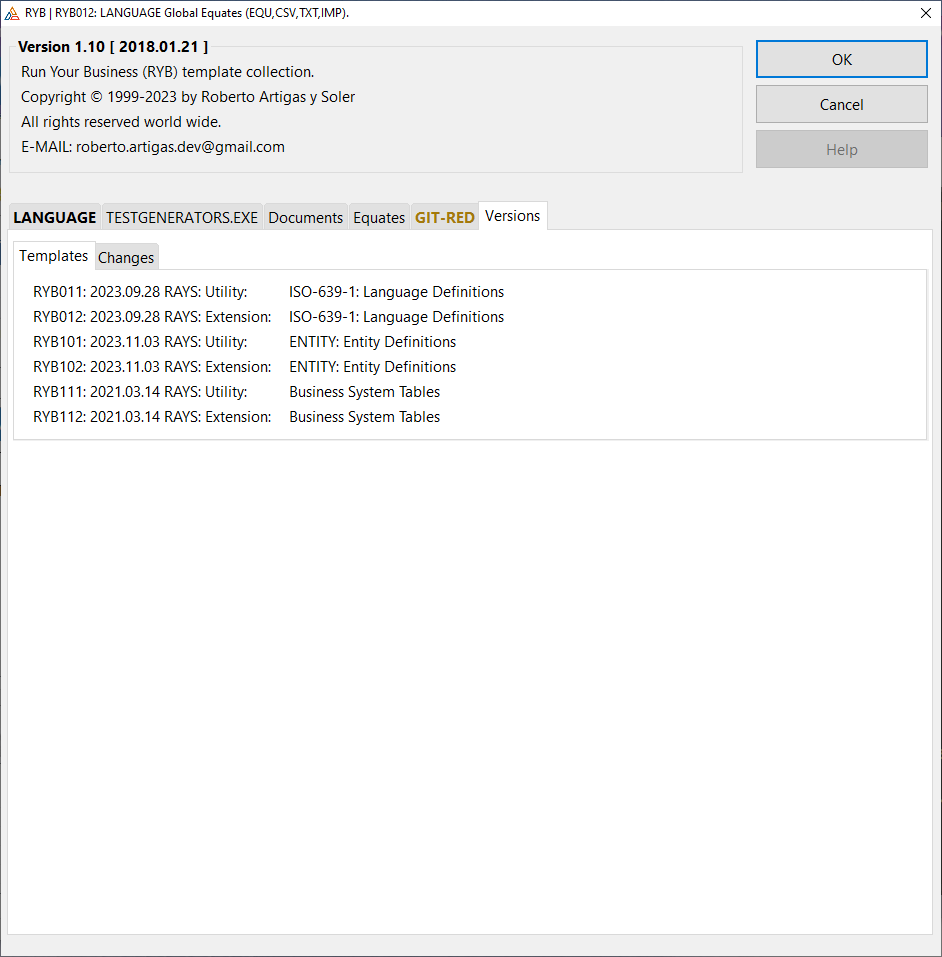 RYB | RYB012: LANGUAGE Global Equates (EQU,CSV,TXT,IMP).
Version 1.10 [ 2018.01.21 ]
Run Your Business (RYB) template collection.
Copyright © 1999-2023 by Roberto Artigas y Soler
All rights reserved world wide.
E-MAIL: roberto.artigas.dev@gmail.com
OK
Cancel
Help
LANGUAGE TESTGENERATORS.EXE Documents Equates GIT-RED Versions
Templates Changes
RYB011: 2023.09.28 RAYS: Utility: ISO-639-1: Language Definitions
RYB012: 2023.09.28 RAYS: Extension: ISO-639-1: Language Definitions
RYB101: 2023.11.03 RAYS: Utility: ENTITY: Entity Definitions
RYB102: 2023.11.03 RAYS: Extension: ENTITY: Entity Definitions
RYB111: 2021.03.14 RAYS: Utility: Business System Tables
RYB112: 2021.03.14 RAYS: Extension: Business System Tables